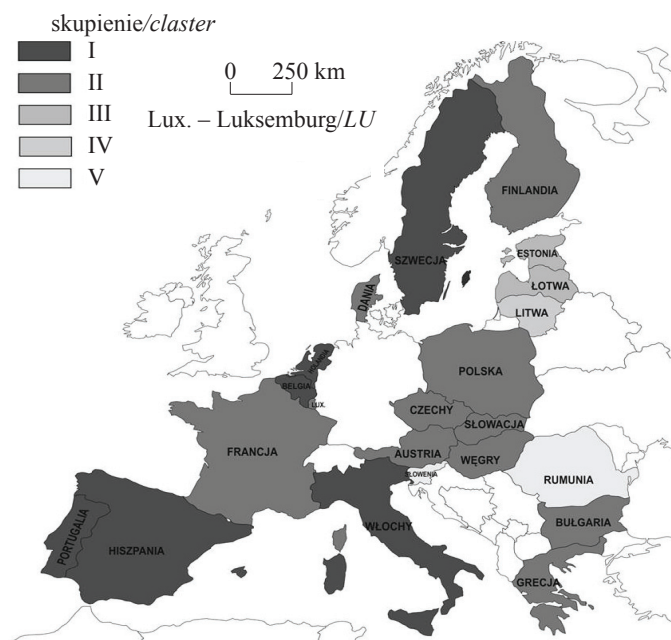 skupienie/claster
I
II
III
IV
V
0 250 km
Lux. – Luksemburg/LU
FINLANDIA
SZWECJA
ESTONIA
ŁOTWA
LITWA
DANIA
HOLANDIA
BELGIA
LUX.
POLSKA
CZECHY
SŁOWACJA
FRANCJA
AUSTRIA
WĘGRY
SŁOWENIA
RUMUNIA
WŁOCHY
BUŁGARIA
PORTUGALIA
HISZPANIA
GRECJA